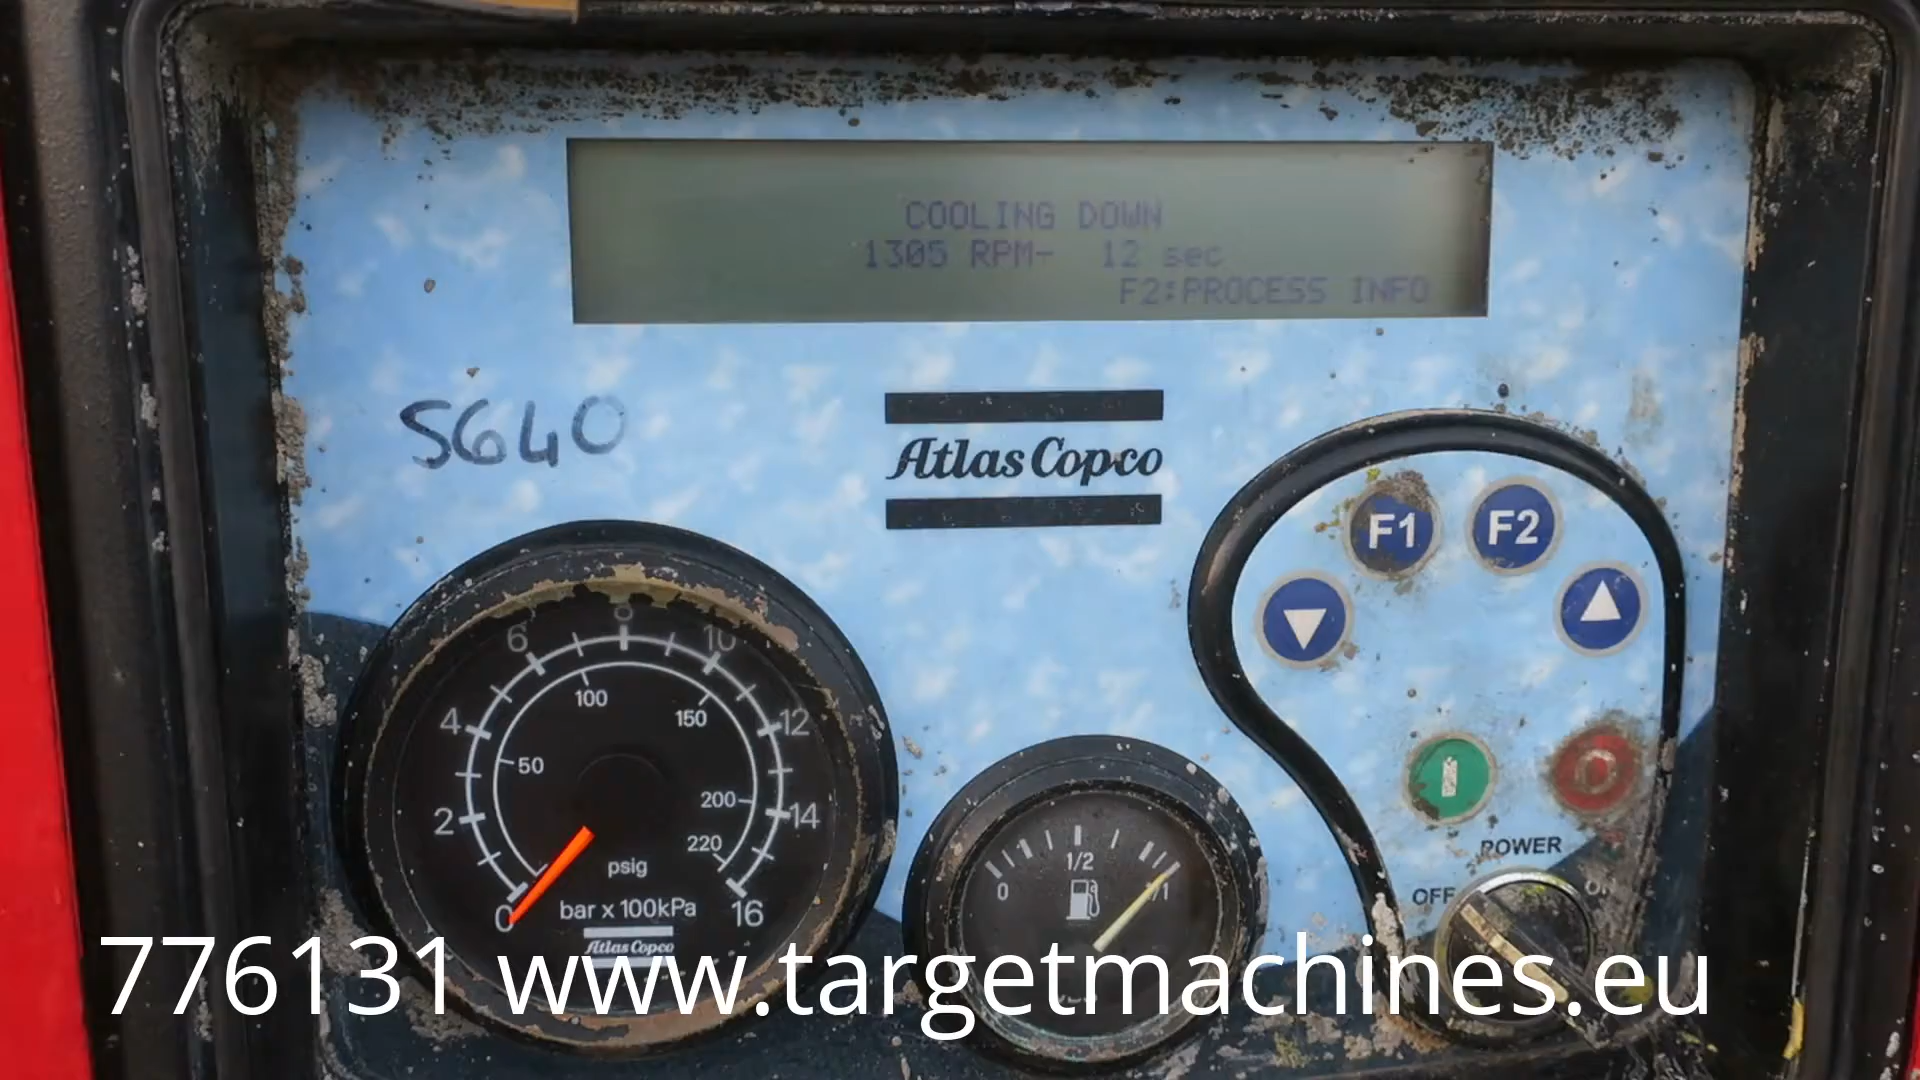 COOLING DOWN
1305 RPM- 12 sec
F2:PROCESS INFO
S640
Atlas Copco
F1 F2
6 8 10
100
150
4 12
50
200
2 14
220
psig
0 bar x 100kPa 16
Atlas Copco
1/2
0 1/1
POWER
OFF ON
776131 www.targetmachines.eu